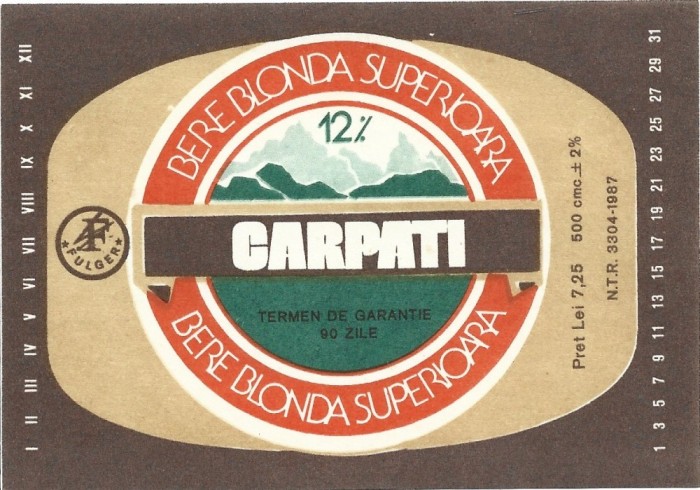 BERE BLONDA SUPERIOARA
12%
CARPATI
TERMEN DE GARANTIE
90 ZILE
BERE BLONDA SUPERIOARA
F
FULGER
Pret Lei 7,25 500 cmc ± 2%
N.T.R. 3304-1987
I II III IV V VI VII VIII IX X XI XII
1 3 5 7 9 11 13 15 17 19 21 23 25 27 29 31